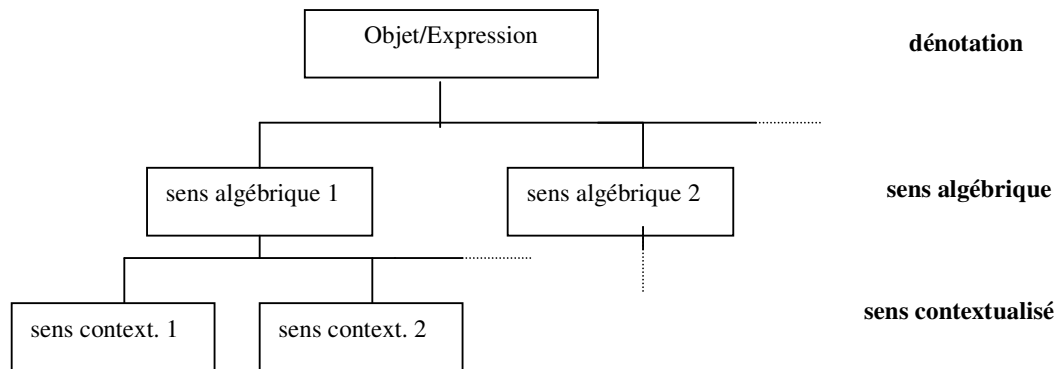 Objet/Expression
dénotation
sens algébrique 1
sens algébrique 2
sens algébrique
sens context. 1
sens context. 2
sens contextualisé